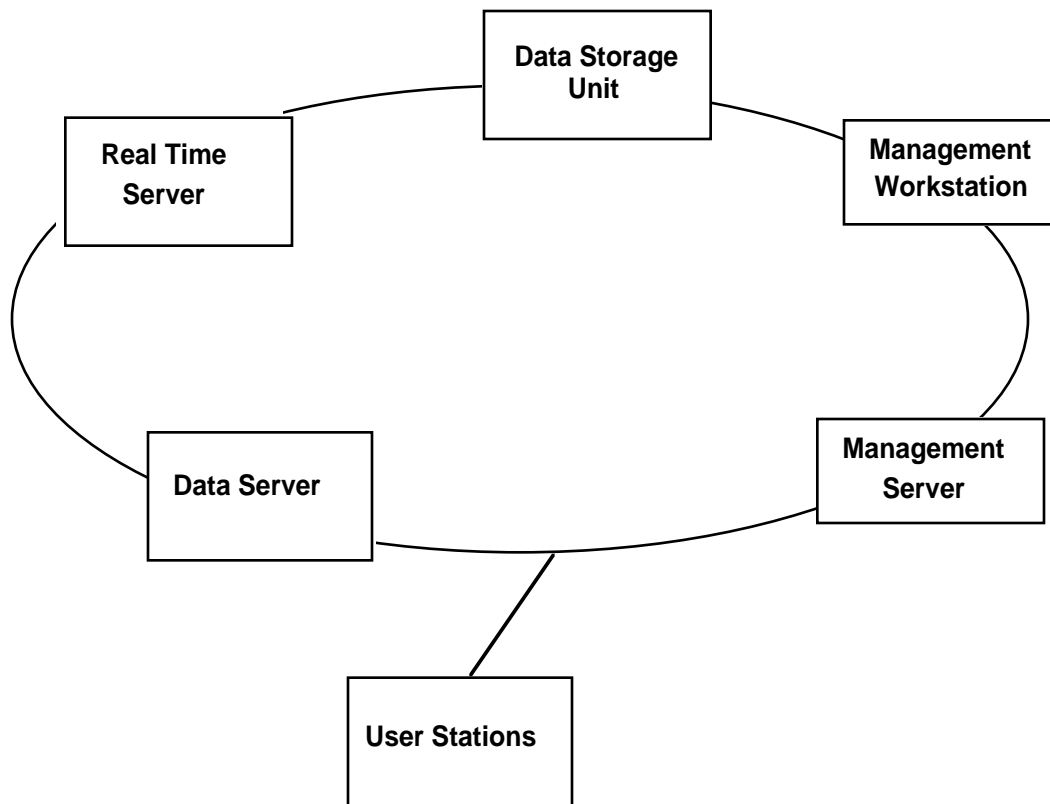 Data Storage
Unit
Real Time
Server
Management
Workstation
Data Server
Management
Server
User Stations